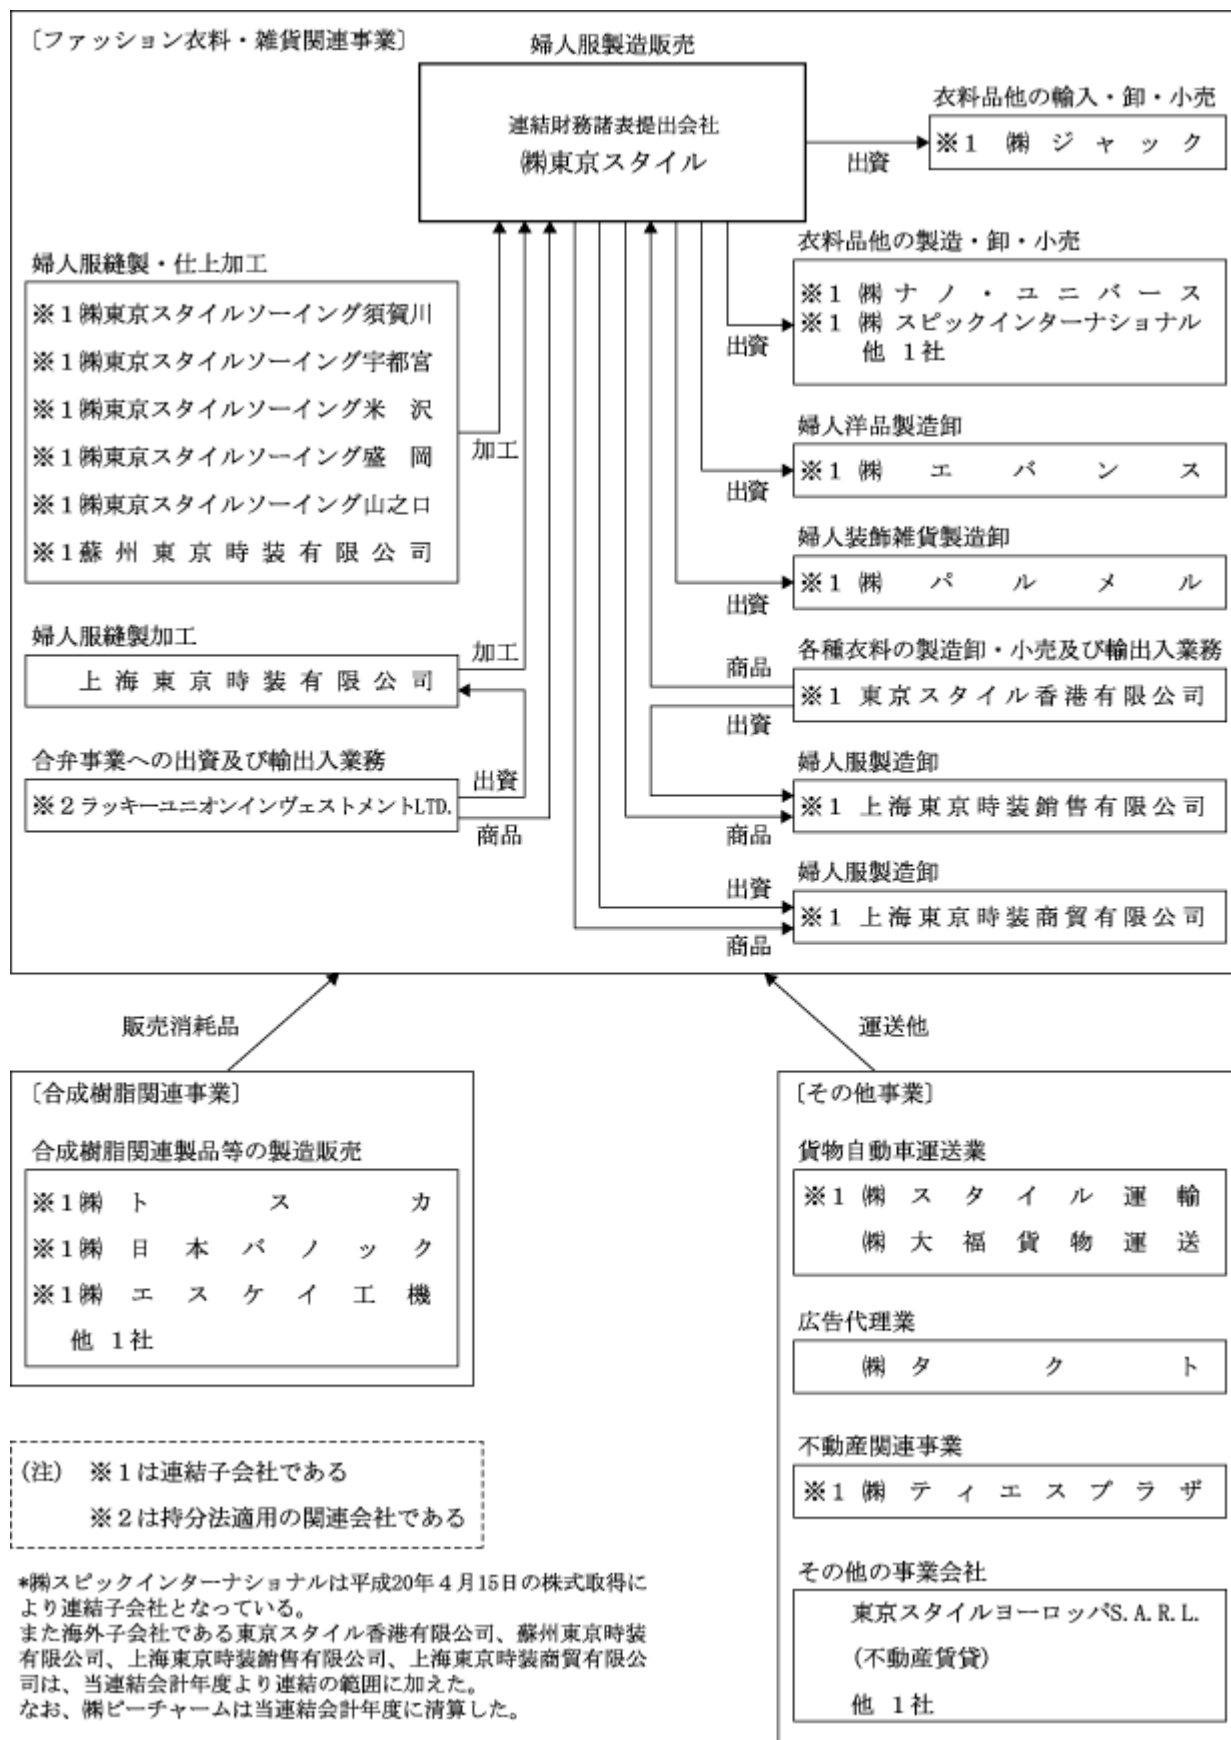 〔ファッション衣料・雑貨関連事業〕
婦人服製造販売
連結財務諸表提出会社
㈱東京スタイル
衣料品他の輸入・卸・小売
※1 ㈱ジャック
出資
婦人服縫製・仕上加工
※1㈱東京スタイルソーイング須賀川
※1㈱東京スタイルソーイング宇都宮
※1㈱東京スタイルソーイング米 沢
※1㈱東京スタイルソーイング盛 岡
※1㈱東京スタイルソーイング山之口
※1蘇州東京時装有限公司
加工
衣料品他の製造・卸・小売
※1 ㈱ナノ・ユニバース
※1 ㈱スピックインターナショナル
他 1社
出資
婦人洋品製造卸
※1 ㈱エバンス
出資
婦人装飾雑貨製造卸
※1 ㈱パルメル
出資
婦人服縫製加工
上海東京時装有限公司
加工
各種衣料の製造卸・小売及び輸出入業務
商品
※1 東京スタイル香港有限公司
出資
合弁事業への出資及び輸出入業務
※2ラッキーユニオンインヴェストメントLTD.
出資
商品
婦人服製造卸
※1 上海東京時装銷售有限公司
商品
婦人服製造卸
出資
※1 上海東京時装商貿有限公司
商品
販売消耗品
運送他
〔合成樹脂関連事業〕
合成樹脂関連製品等の製造販売
※1㈱トスカ
※1㈱日本バノック
※1㈱エスケイ工機
他 1社
〔その他事業〕
貨物自動車運送業
※1 ㈱スタイル運輸
㈱大福貨物運送
広告代理業
㈱タクト
不動産関連事業
※1 ㈱ティエスプラザ
その他の事業会社
東京スタイルヨーロッパS.A.R.L.
(不動産賃貸)
他 1社
(注) ※1は連結子会社である
※2は持分法適用の関連会社である
*㈱スピックインターナショナルは平成20年4月15日の株式取得に
より連結子会社となっている。
また海外子会社である東京スタイル香港有限公司、蘇州東京時装
有限公司、上海東京時装銷售有限公司、上海東京時装商貿有限公
司は、当連結会計年度より連結の範囲に加えた。
なお、㈱ピーチャームは当連結会計年度に清算した。